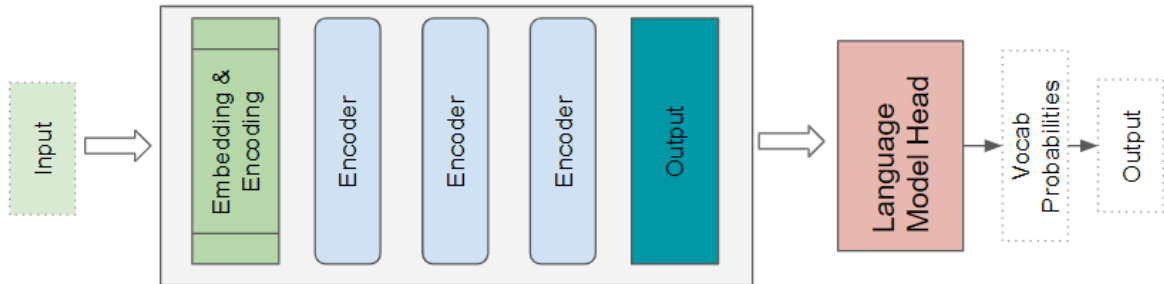 Input
Embedding &
Encoding
Encoder
Encoder
Encoder
Output
Language
Model Head
Vocab
Probabilities
Output